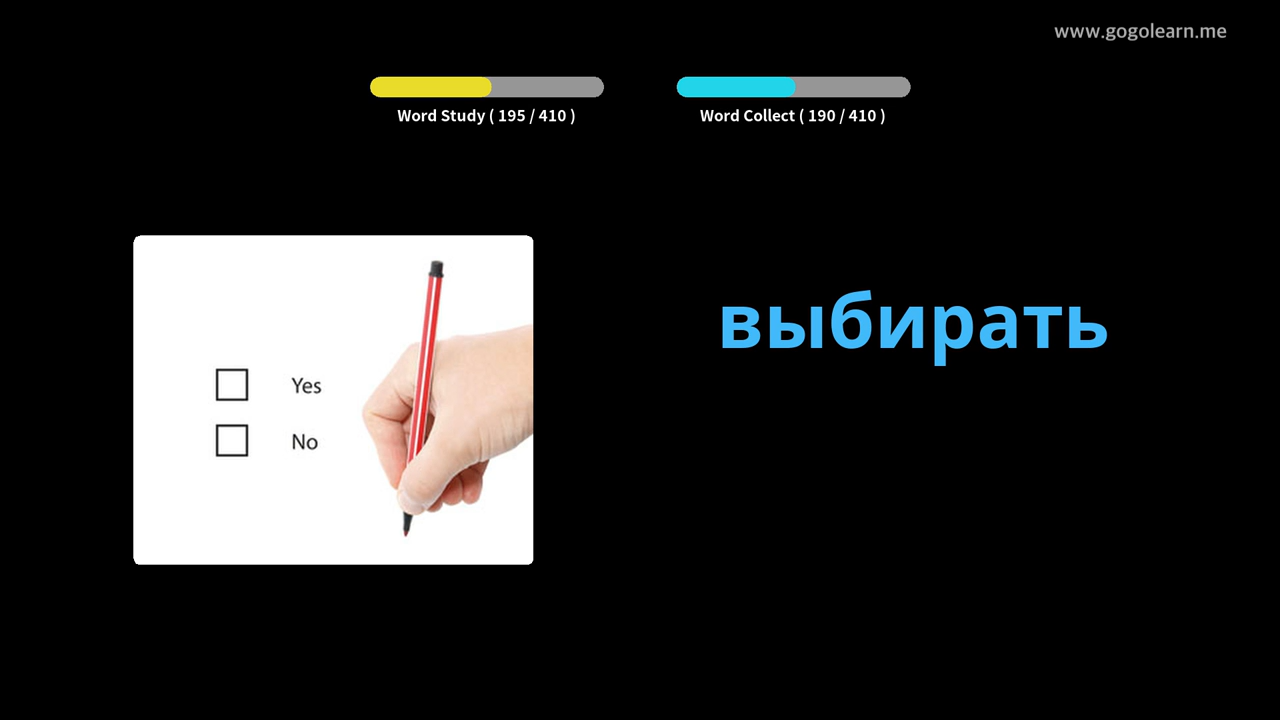 www.gogolearn.me
Word Study ( 195 / 410 )
Word Collect ( 190 / 410 )
выбирать
Yes
No